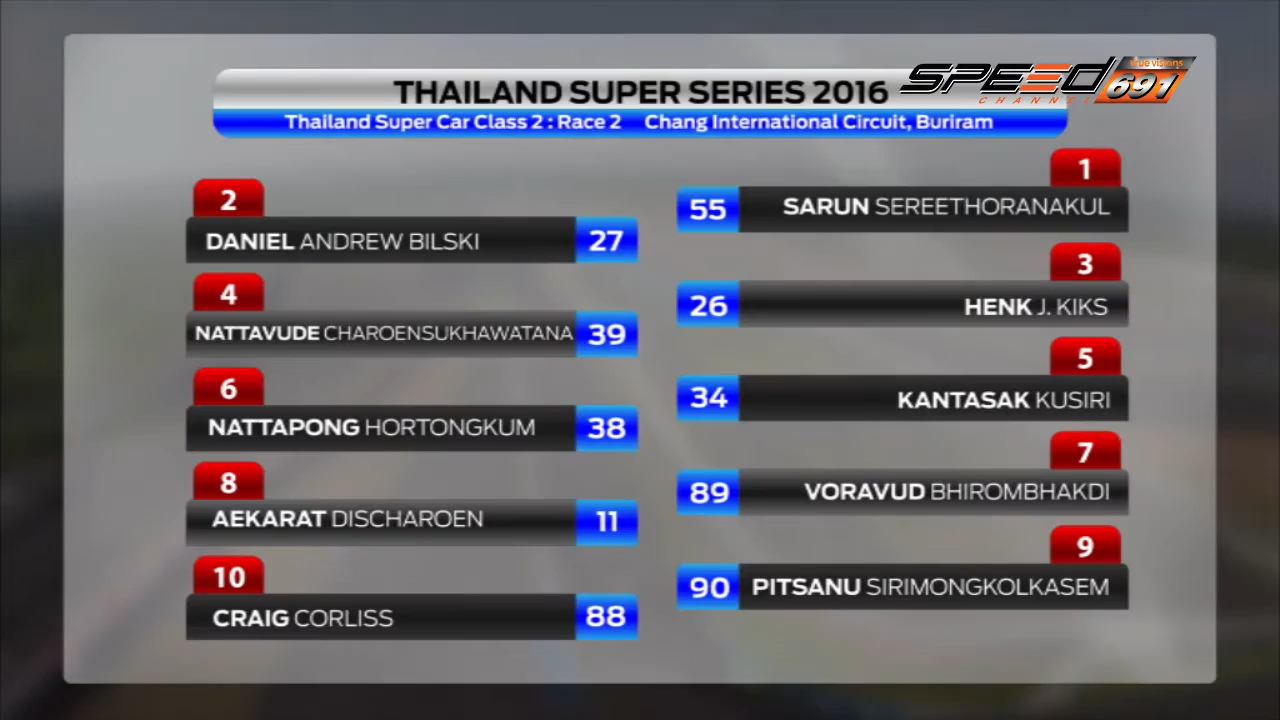 THAILAND SUPER SERIES 2016
SPEED
CHANNEL
true visions
691
Thailand Super Car Class 2 : Race 2 Chang International Circuit, Buriram
1
55 SARUN SEREETHORANAKUL
2
DANIEL ANDREW BILSKI 27
3
26 HENK J. KIKS
4
NATTAVUDE CHAROENSUKHAWATANA 39
5
34 KANTASAK KUSIRI
6
NATTAPONG HORTONGKUM 38
7
89 VORAVUD BHIROMBHAKDI
8
AEKARAT DISCHAROEN 11
9
90 PITSANU SIRIMONGKOLKASEM
10
CRAIG CORLISS 88